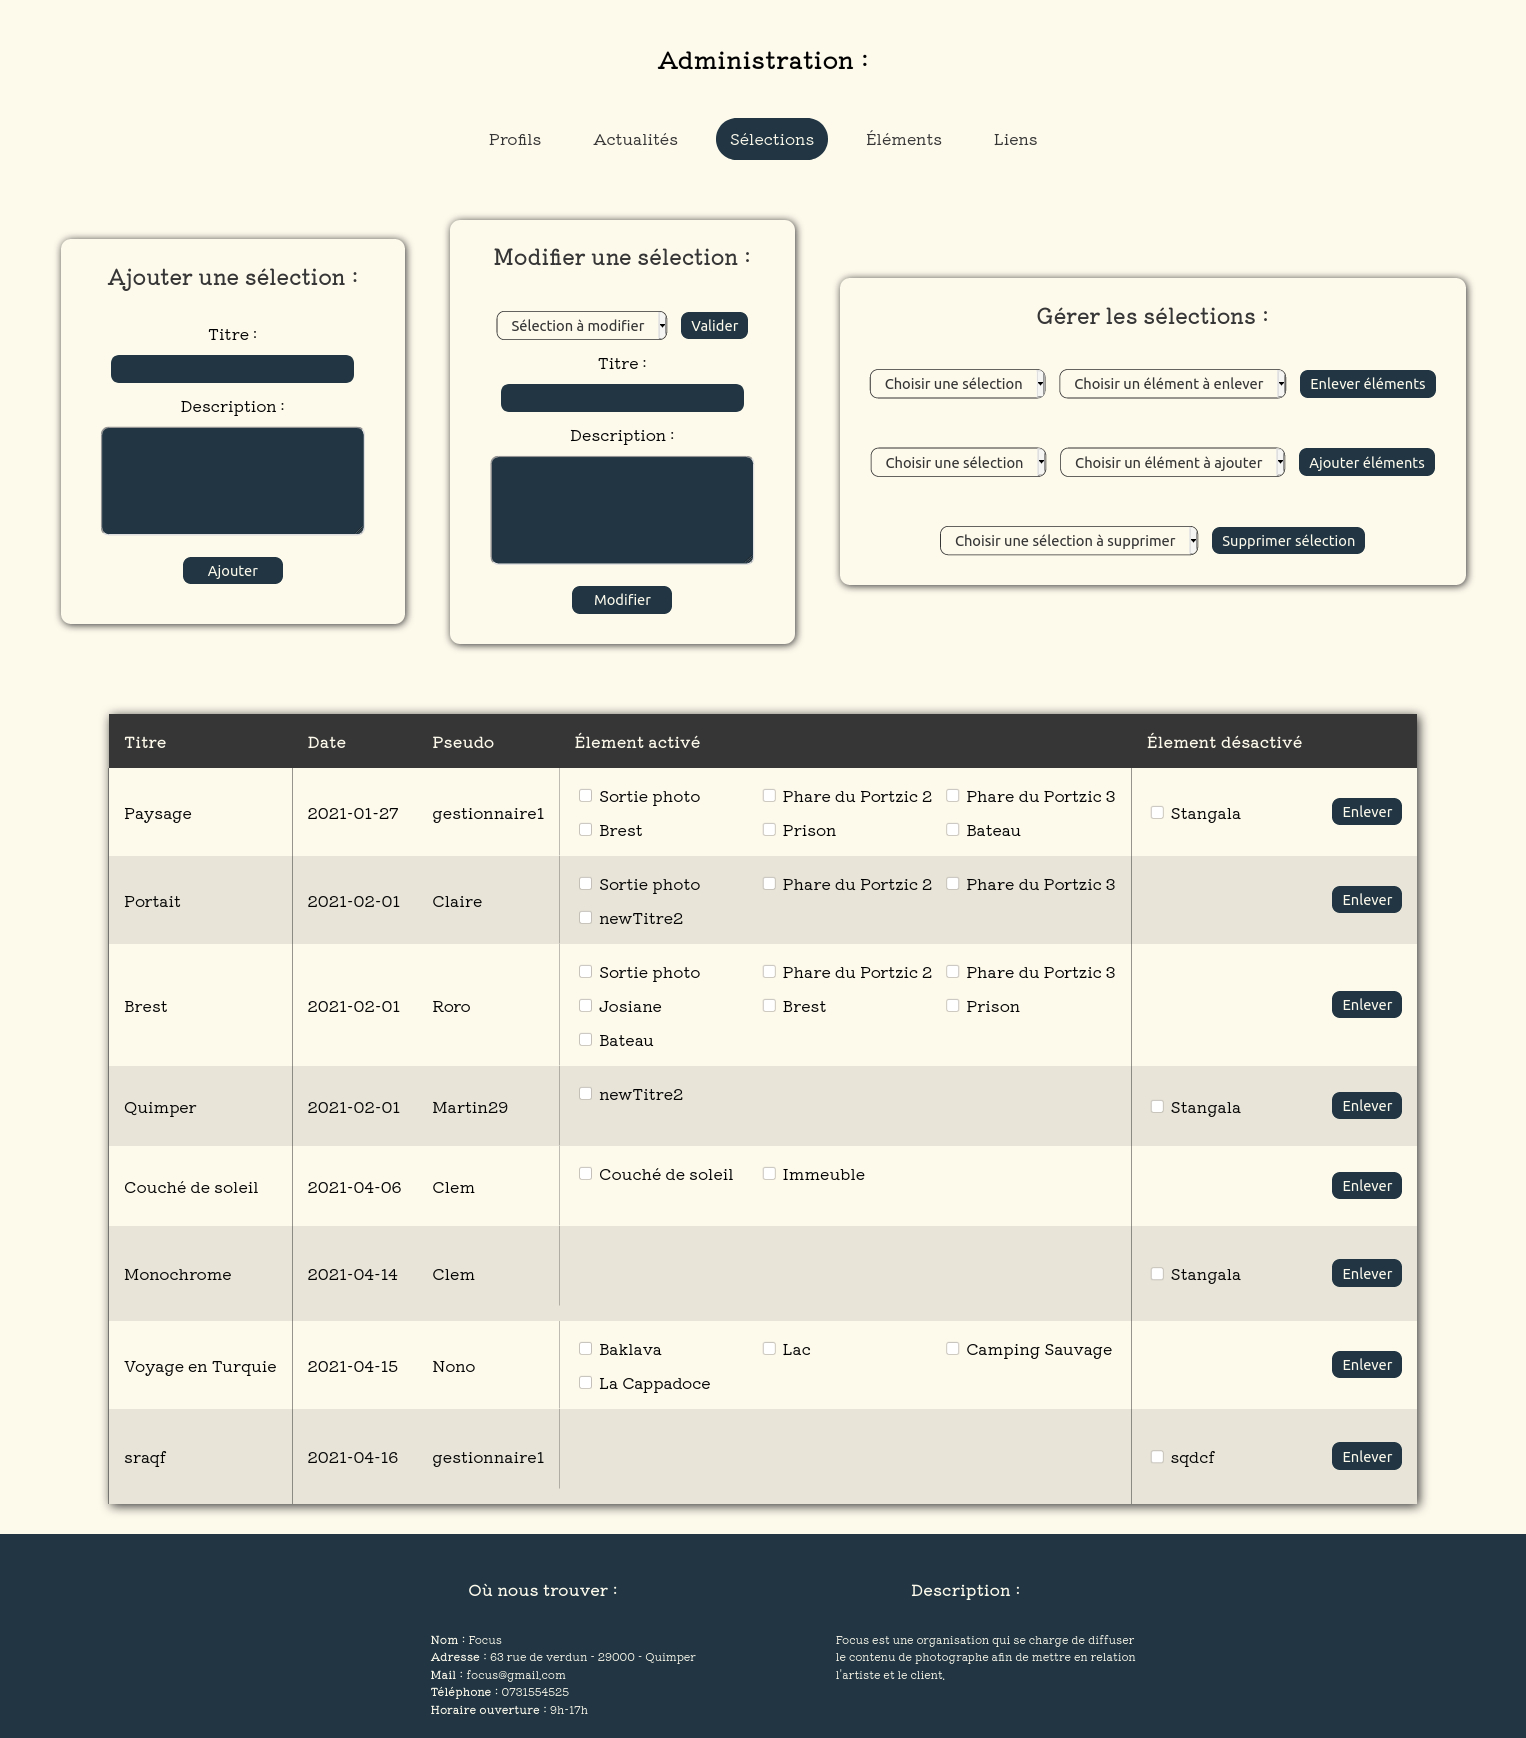 Administration :
Profils Actualités Sélections Éléments Liens
Ajouter une sélection :
Titre :
Description :
Ajouter
Modifier une sélection :
Sélection à modifier Valider
Titre :
Description :
Modifier
Gérer les sélections :
Choisir une sélection Choisir un élément à enlever Enlever éléments
Choisir une sélection Choisir un élément à ajouter Ajouter éléments
Choisir une sélection à supprimer Supprimer sélection
Titre Date Pseudo Élement activé Élement désactivé
Sortie photo Phare du Portzic 2 Phare du Portzic 3
Paysage 2021-01-27 gestionnaire1 Stangala Enlever
Brest Prison Bateau
Sortie photo Phare du Portzic 2 Phare du Portzic 3
Portait 2021-02-01 Claire Enlever
newTitre2
Sortie photo Phare du Portzic 2 Phare du Portzic 3
Brest 2021-02-01 Roro Josiane Brest Prison Enlever
Bateau
newTitre2
Quimper 2021-02-01 Martin29 Stangala Enlever
Couché de soleil Immeuble
Couché de soleil 2021-04-06 Clem Enlever
Monochrome 2021-04-14 Clem Stangala Enlever
Baklava Lac Camping Sauvage
Voyage en Turquie 2021-04-15 Nono Enlever
La Cappadoce
sraqf 2021-04-16 gestionnaire1 sqdcf Enlever
Où nous trouver :
Nom : Focus
Adresse : 63 rue de verdun - 29000 - Quimper
Mail : focus@gmail.com
Téléphone : 0731554525
Horaire ouverture : 9h-17h
Description :
Focus est une organisation qui se charge de diffuser
le contenu de photographe afin de mettre en relation
l'artiste et le client.